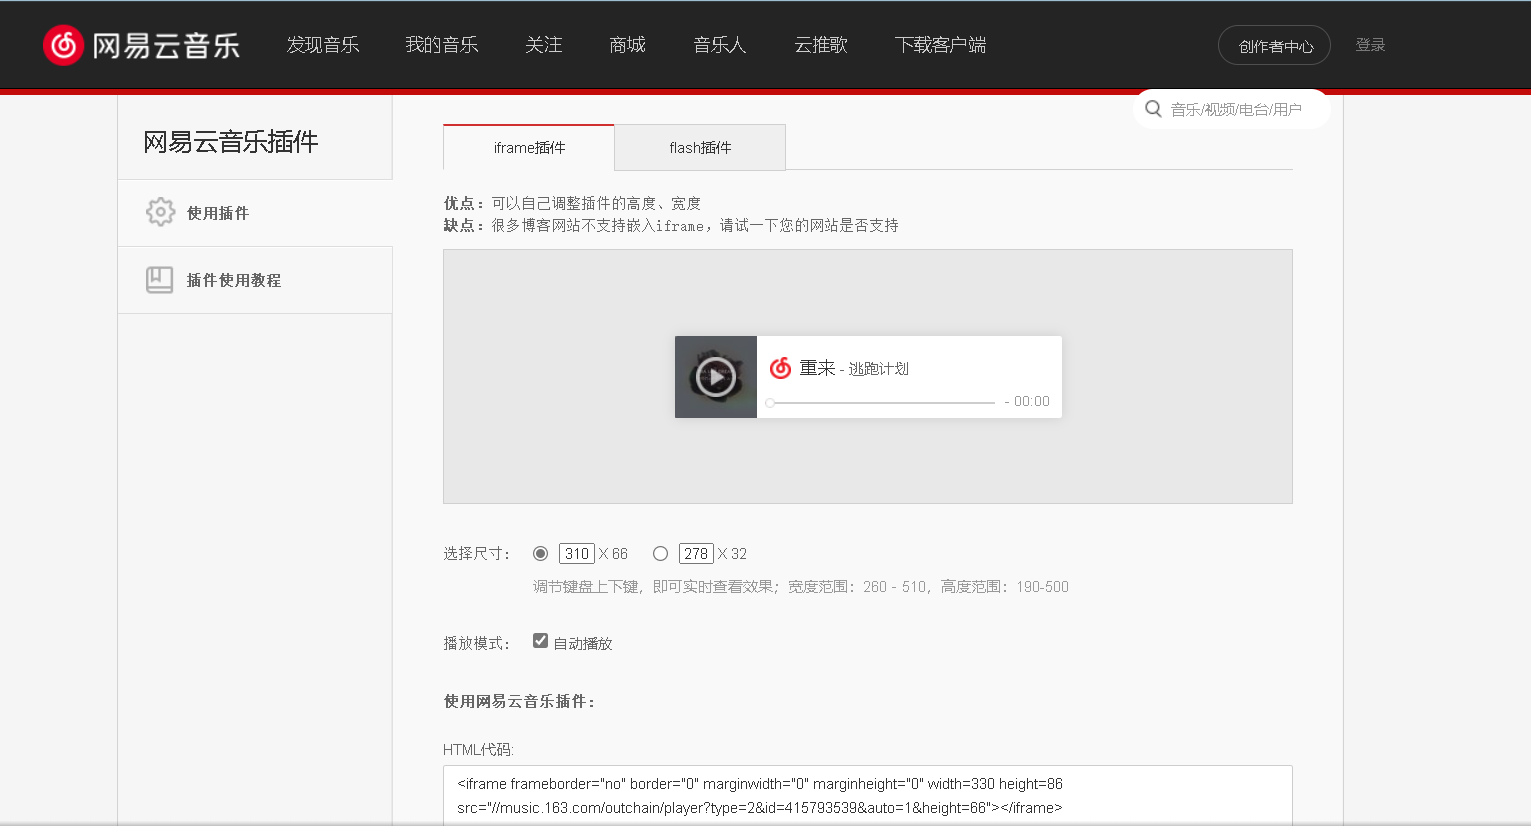 网易云音乐 发现音乐 我的音乐 关注 商城 音乐人 云推歌 下载客户端 创作者中心 登录
音乐/视频/电台/用户
网易云音乐插件
使用插件
插件使用教程
iframe插件 flash插件
优点：可以自己调整插件的高度、宽度
缺点：很多博客网站不支持嵌入iframe，请试一下您的网站是否支持
重来 - 逃跑计划
- 00:00
选择尺寸： 310 X 66 278 X 32
调节键盘上下键，即可实时查看效果；宽度范围：260 - 510，高度范围：190-500
播放模式： 自动播放
使用网易云音乐插件：
HTML代码:
<iframe frameborder="no" border="0" marginwidth="0" marginheight="0" width=330 height=86
src="//music.163.com/outchain/player?type=2&id=415793539&auto=1&height=66"></iframe>